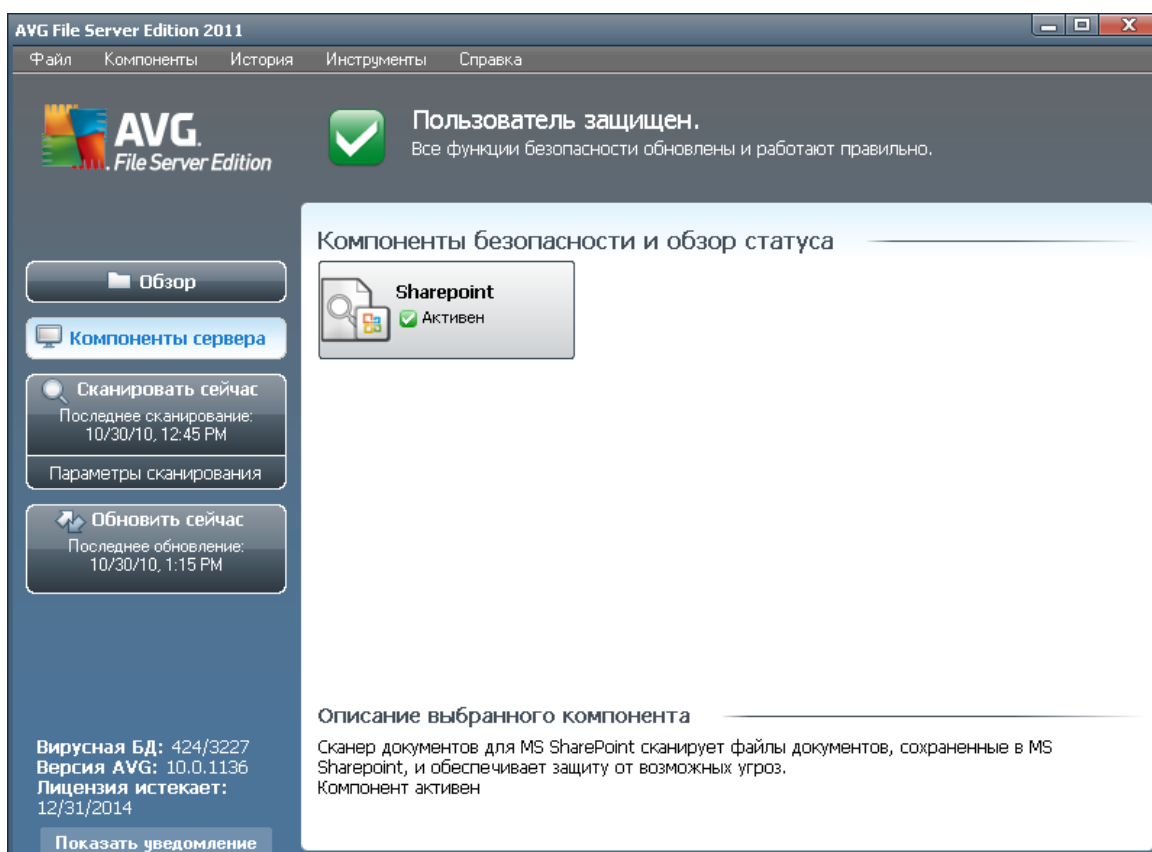 AVG File Server Edition 2011
Файл Компоненты История Инструменты Справка
AVG.
File Server Edition
Пользователь защищен.
Все функции безопасности обновлены и работают правильно.
Обзор
Компоненты сервера
Сканировать сейчас
Последнее сканирование:
10/30/10, 12:45 PM
Параметры сканирования
Обновить сейчас
Последнее обновление:
10/30/10, 1:15 PM
Вирусная БД: 424/3227
Версия AVG: 10.0.1136
Лицензия истекает:
12/31/2014
Показать уведомление
Компоненты безопасности и обзор статуса
Sharepoint
Активен
Описание выбранного компонента
Сканер документов для MS SharePoint сканирует файлы документов, сохраненные в MS
Sharepoint, и обеспечивает защиту от возможных угроз.
Компонент активен